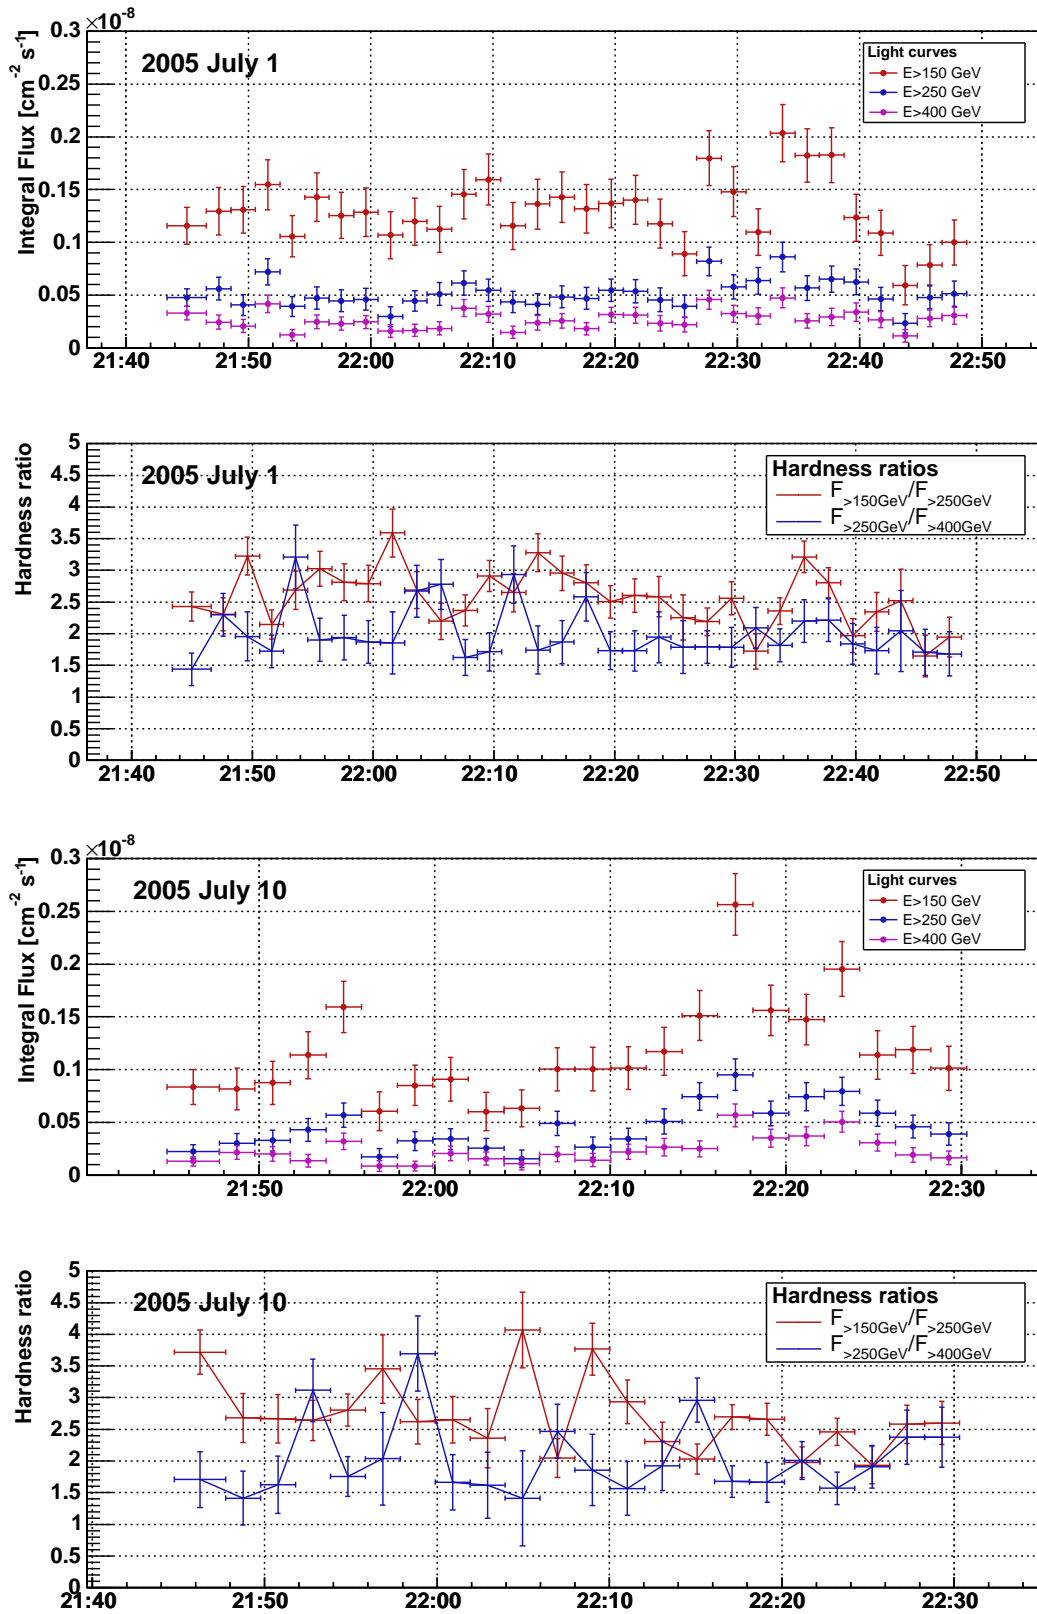 ×10⁻⁸
0.3
2005 July 1
Light curves
E>150 GeV
E>250 GeV
E>400 GeV
Integral Flux [cm⁻² s⁻¹]
0.25
0.2
0.15
0.1
0.05
0
21:40 21:50 22:00 22:10 22:20 22:30 22:40 22:50
5
2005 July 1
Hardness ratios
F>150GeV/F>250GeV
F>250GeV/F>400GeV
Hardness ratio
4.5
4
3.5
3
2.5
2
1.5
1
0.5
0
21:40 21:50 22:00 22:10 22:20 22:30 22:40 22:50
×10⁻⁸
0.3
2005 July 10
Light curves
E>150 GeV
E>250 GeV
E>400 GeV
Integral Flux [cm⁻² s⁻¹]
0.25
0.2
0.15
0.1
0.05
0
21:50 22:00 22:10 22:20 22:30
5
2005 July 10
Hardness ratios
F>150GeV/F>250GeV
F>250GeV/F>400GeV
Hardness ratio
4.5
4
3.5
3
2.5
2
1.5
1
0.5
0
21:40 21:50 22:00 22:10 22:20 22:30